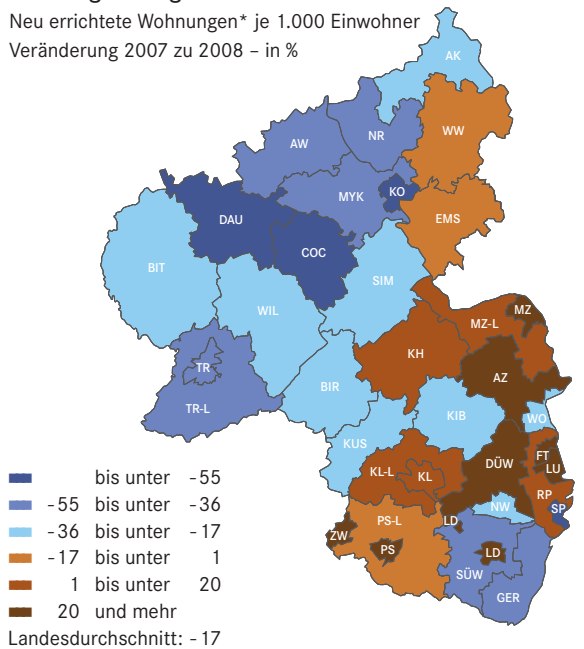 Neu errichtete Wohnungen* je 1.000 Einwohner
Veränderung 2007 zu 2008 – in %
AK
WW
NR
AW
MYK
KO
EMS
DAU
COC
BIT
SIM
WIL
MZ
MZ-L
KH
AZ
TR
TR-L
BIR
KIB
WO
KUS
DÜW
FT
LU
KL-L
KL
RP
NW
SP
PS-L
LD
ZW
PS
LD
SÜW
GER
bis unter -55
-55 bis unter -36
-36 bis unter -17
-17 bis unter 1
1 bis unter 20
20 und mehr
Landesdurchschnitt: -17